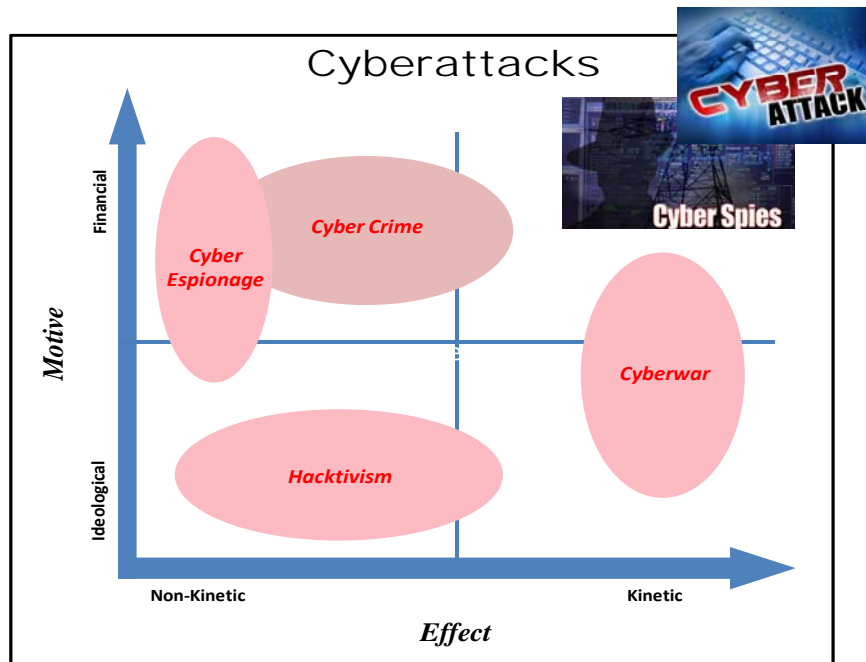 Cyberattacks
CYBER
ATTACK
Cyber Spies
Financial
Cyber Crime
Cyber
Espionage
Motive
Cyberwar
Ideological
Hacktivism
Non-Kinetic
Kinetic
Effect